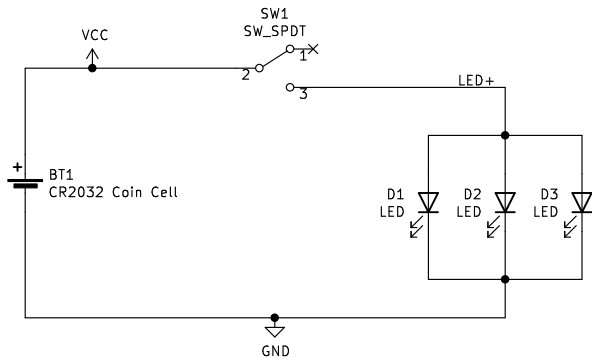 SW1
SW_SPDT
VCC
1
2
3
LED+
+
BT1
CR2032 Coin Cell
D1
LED
D2
LED
D3
LED
GND